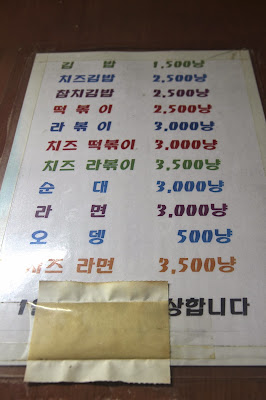 김 밥 1,500냥
치즈김밥 2,500냥
참치김밥 2,500냥
떡 볶 이 2,500냥
라 볶 이 3,000냥
치즈 떡볶이 3,000냥
치즈 라볶이 3,500냥
순 대 3,000냥
라 면 3,000냥
오 뎅 500냥
치즈 라면 3,500냥
상합니다